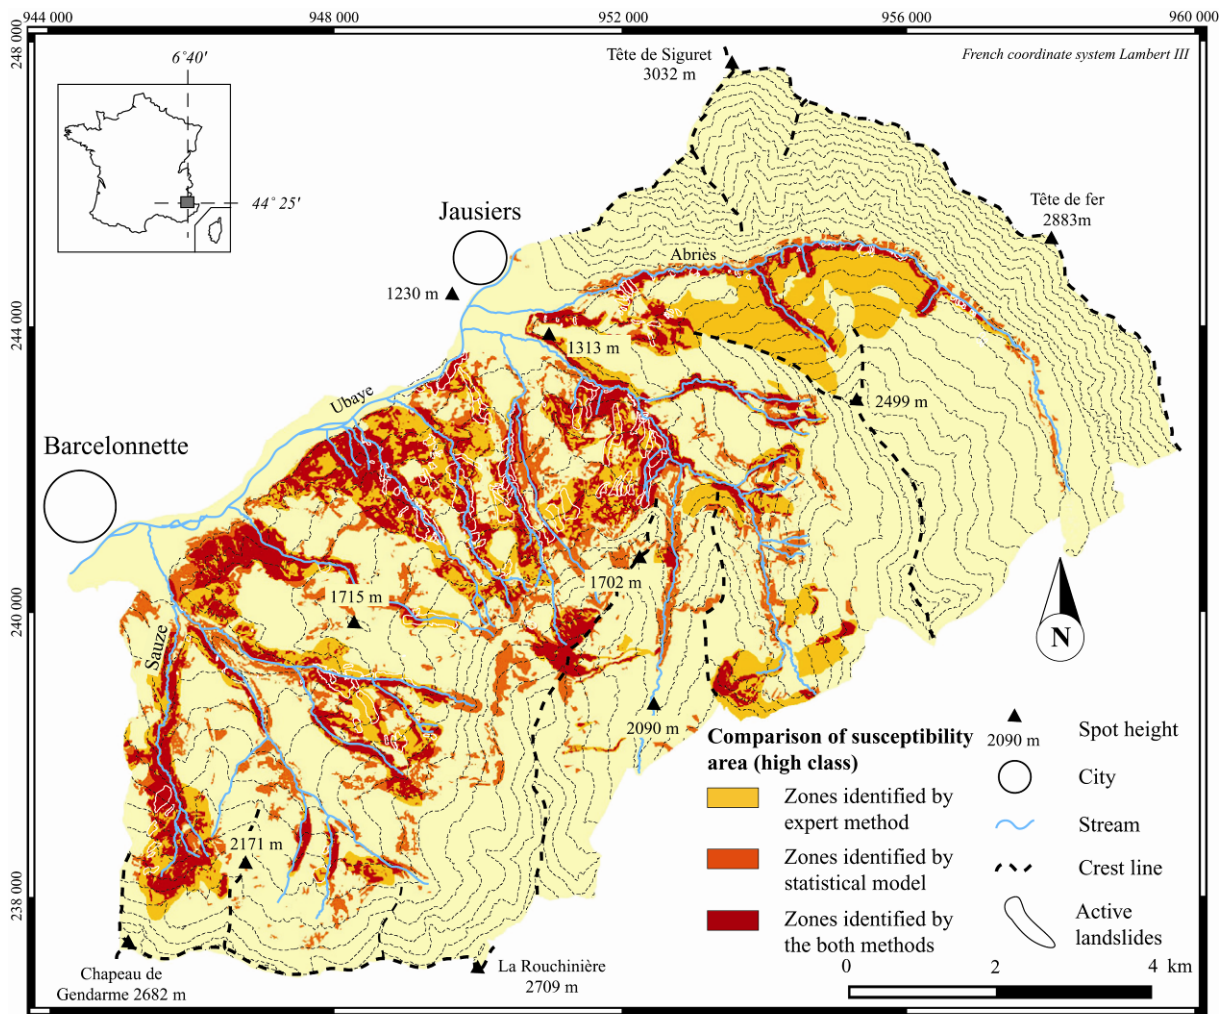 944 000
948 000
952 000
956 000
960 000
248 000
244 000
240 000
238 000
French coordinate system Lambert III
6°40'
44° 25'
Tête de Siguret
3032 m
Tête de fer
2883m
Jausiers
Abriès
1230 m
1313 m
2499 m
Ubaye
Barcelonnette
1702 m
1715 m
Sauze
N
2090 m
2171 m
Chapeau de
Gendarme 2682 m
La Rouchinière
2709 m
Comparison of susceptibility
area (high class)
Zones identified by
expert method
Zones identified by
statistical model
Zones identified by
the both methods
2090 m
Spot height
City
Stream
Crest line
Active
landslides
0 2 4 km